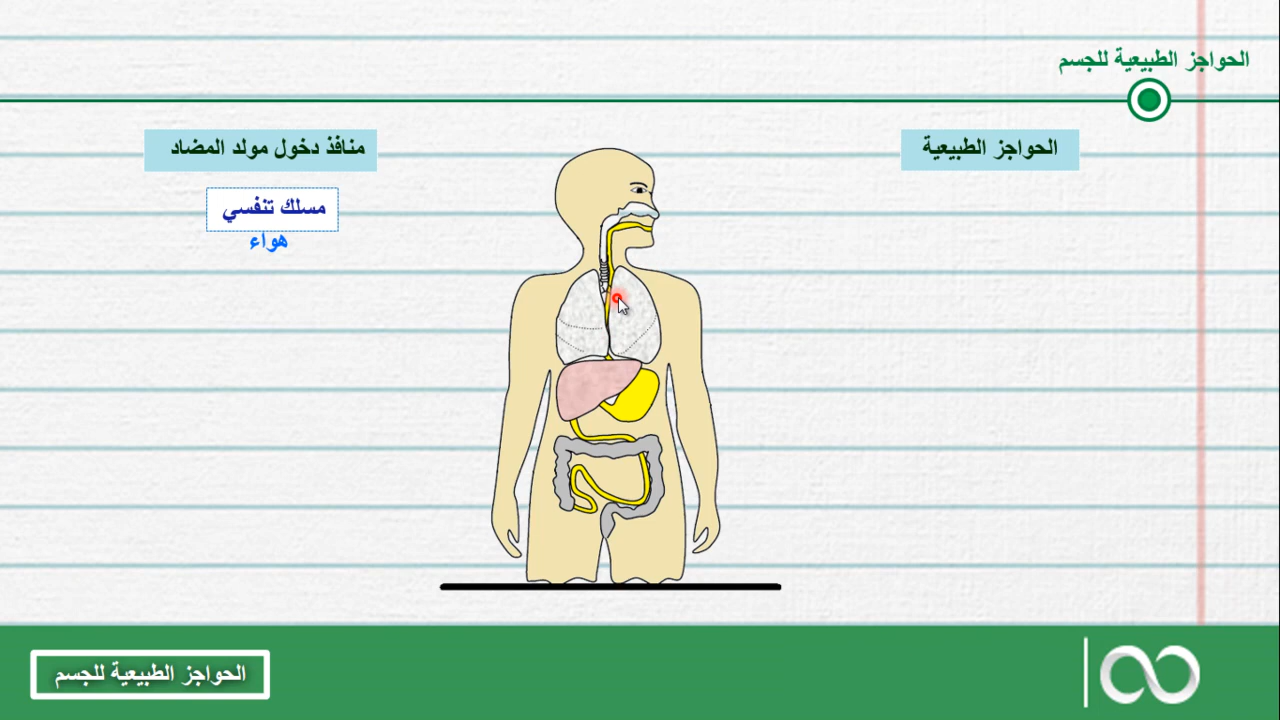 الحواجز الطبيعية للجسم
الحواجز الطبيعية
منافذ دخول مولد المضاد
مسلك تنفسي
هواء
الحواجز الطبيعية للجسم